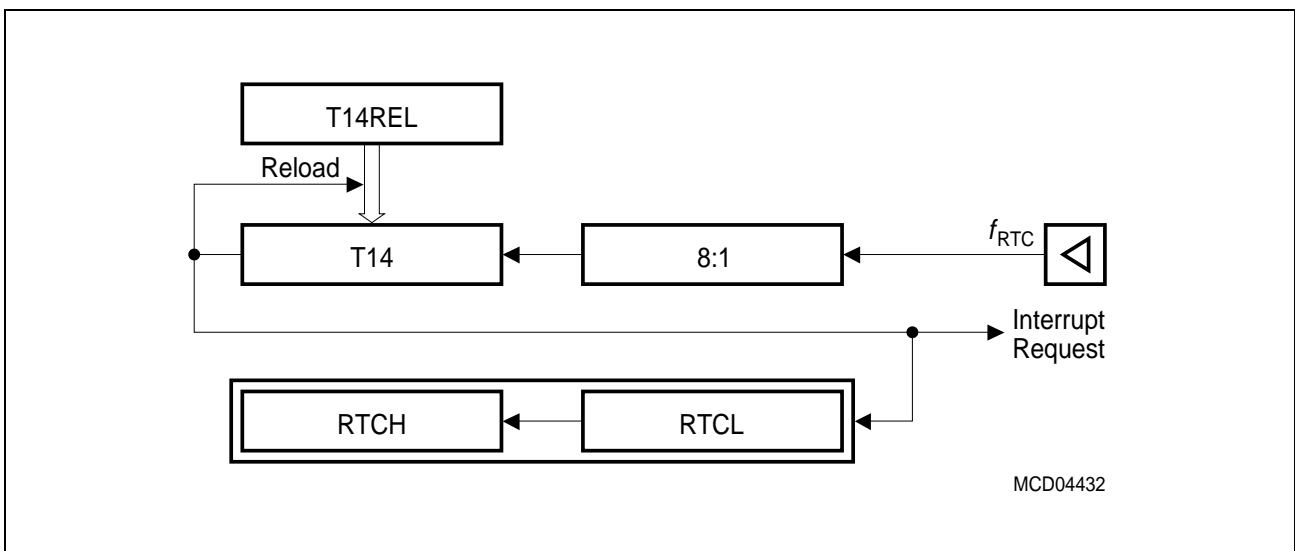 T14REL
Reload
T14
8:1
fRTC
Interrupt
Request
RTCH
RTCL
MCD04432